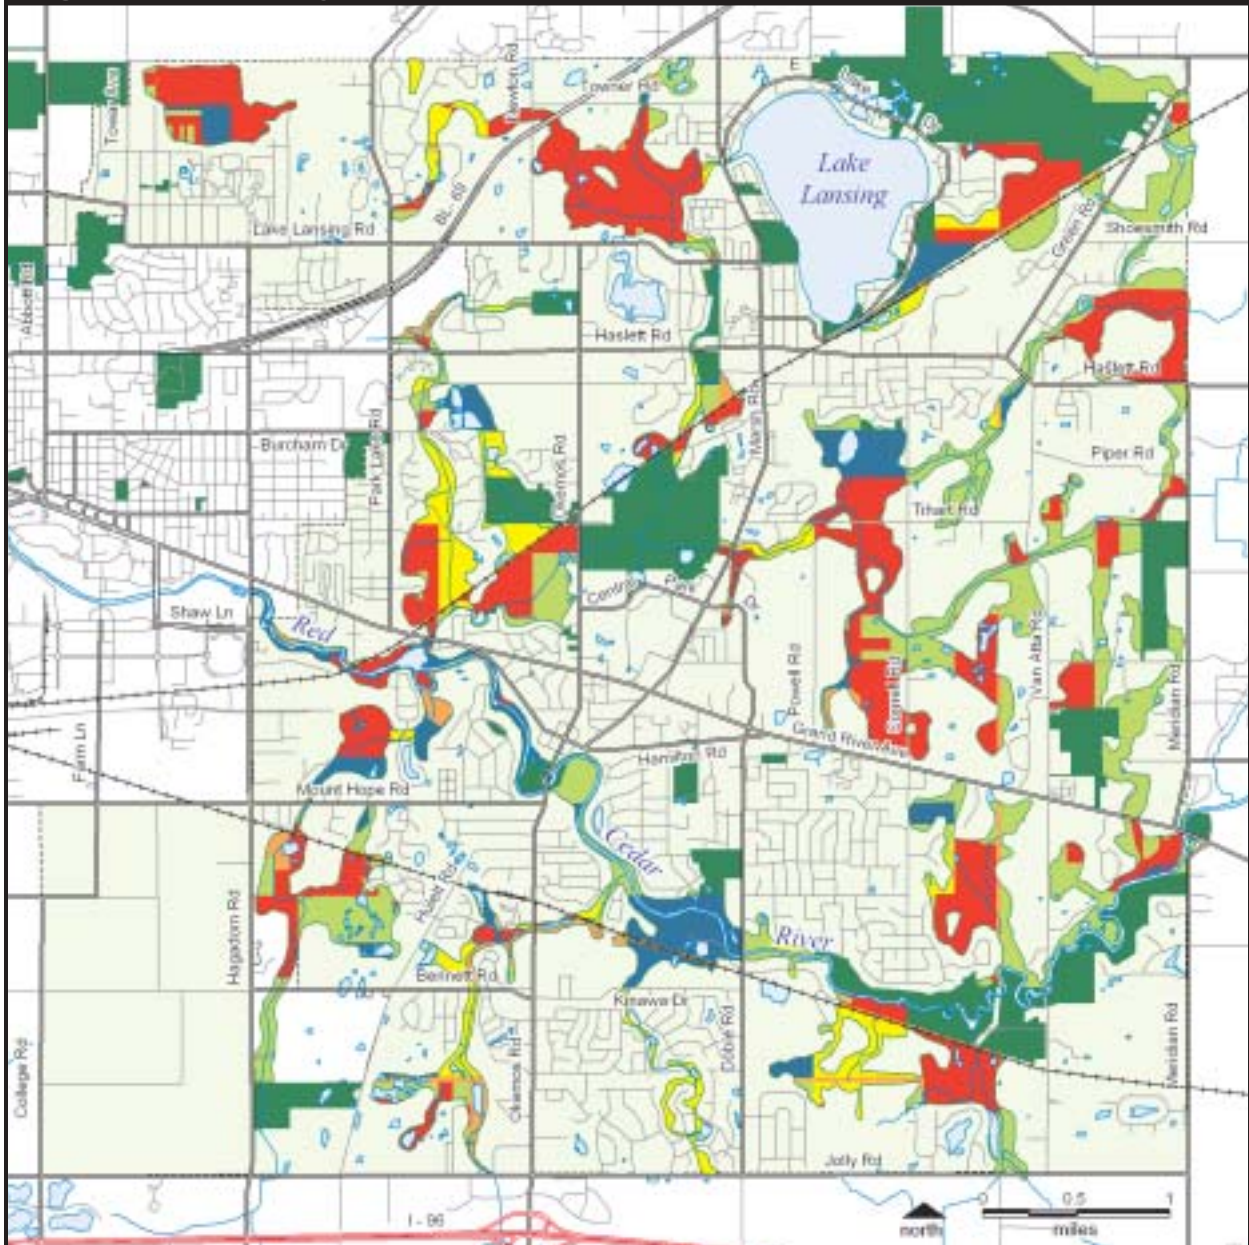 E
Towner Rd
Newton Rd
Towar Ave
Lake
Dr
Lake
Lansing
BL 69
Lake Lansing Rd
Green Rd
Shoesmith Rd
Abbott Rd
Haslett Rd
Haslett Rd
Marsh Rd
Park Lake Rd
Burcham Dr
Okemos Rd
Piper Rd
Tihart Rd
Central Park
Dr
Shaw Ln
Red
Van Atta Rd
Powell Rd
Cornell Rd
Meridian Rd
Farm Ln
Grand River Ave
Hamilton Rd
Mount Hope Rd
Cedar
Hulett Rd
Hagadorn Rd
River
Bennett Rd
Kinawa Dr
Dobie Rd
Meridian Rd
College Rd
Okemos Rd
Jolly Rd
I - 96
north
0 0.5 1
miles